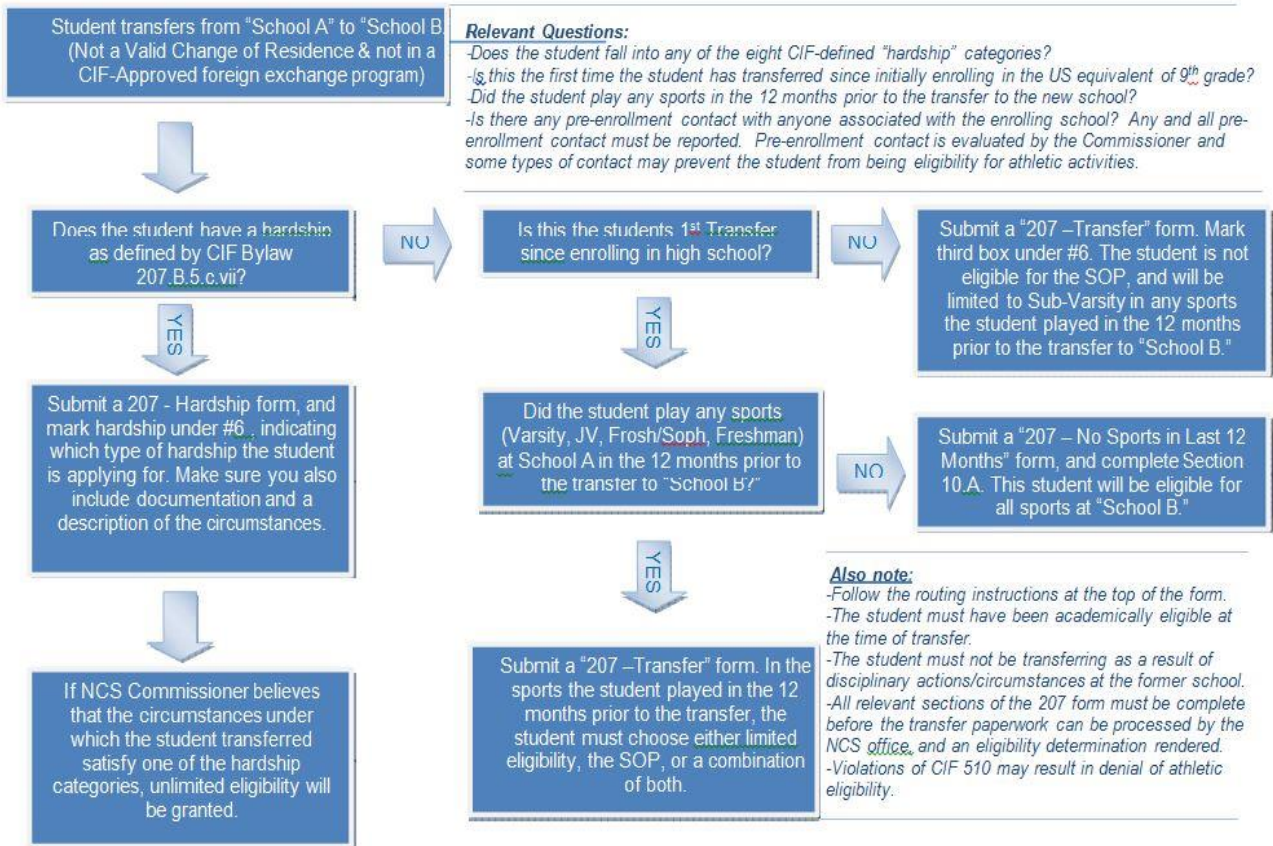 Student transfers from “School A” to “School B.
(Not a Valid Change of Residence & not in a
CIF-Approved foreign exchange program)
Relevant Questions:
-Does the student fall into any of the eight CIF-defined “hardship” categories?
-Is this the first time the student has transferred since initially enrolling in the US equivalent of 9th grade?
-Did the student play any sports in the 12 months prior to the transfer to the new school?
-Is there any pre-enrollment contact with anyone associated with the enrolling school? Any and all pre-
enrollment contact must be reported. Pre-enrollment contact is evaluated by the Commissioner and
some types of contact may prevent the student from being eligibility for athletic activities.
Does the student have a hardship
as defined by CIF Bylaw
207.B.5.c.vii?
NO
Is this the students 1st Transfer
since enrolling in high school?
NO
Submit a “207 –Transfer” form. Mark
third box under #6. The student is not
eligible for the SOP, and will be
limited to Sub-Varsity in any sports
the student played in the 12 months
prior to the transfer to “School B.”
YES
YES
Submit a 207 - Hardship form, and
mark hardship under #6 , indicating
which type of hardship the student
is applying for. Make sure you also
include documentation and a
description of the circumstances.
Did the student play any sports
(Varsity, JV, Frosh/Soph, Freshman)
at School A in the 12 months prior to
the transfer to “School B?”
NO
Submit a “207 – No Sports in Last 12
Months” form, and complete Section
10.A. This student will be eligible for
all sports at “School B.”
YES
If NCS Commissioner believes
that the circumstances under
which the student transferred
satisfy one of the hardship
categories, unlimited eligibility will
be granted.
Submit a “207 –Transfer” form. In the
sports the student played in the 12
months prior to the transfer, the
student must choose either limited
eligibility, the SOP, or a combination
of both.
Also note:
-Follow the routing instructions at the top of the form.
-The student must have been academically eligible at
the time of transfer.
-The student must not be transferring as a result of
disciplinary actions/circumstances at the former school.
-All relevant sections of the 207 form must be complete
before the transfer paperwork can be processed by the
NCS office, and an eligibility determination rendered.
-Violations of CIF 510 may result in denial of athletic
eligibility.